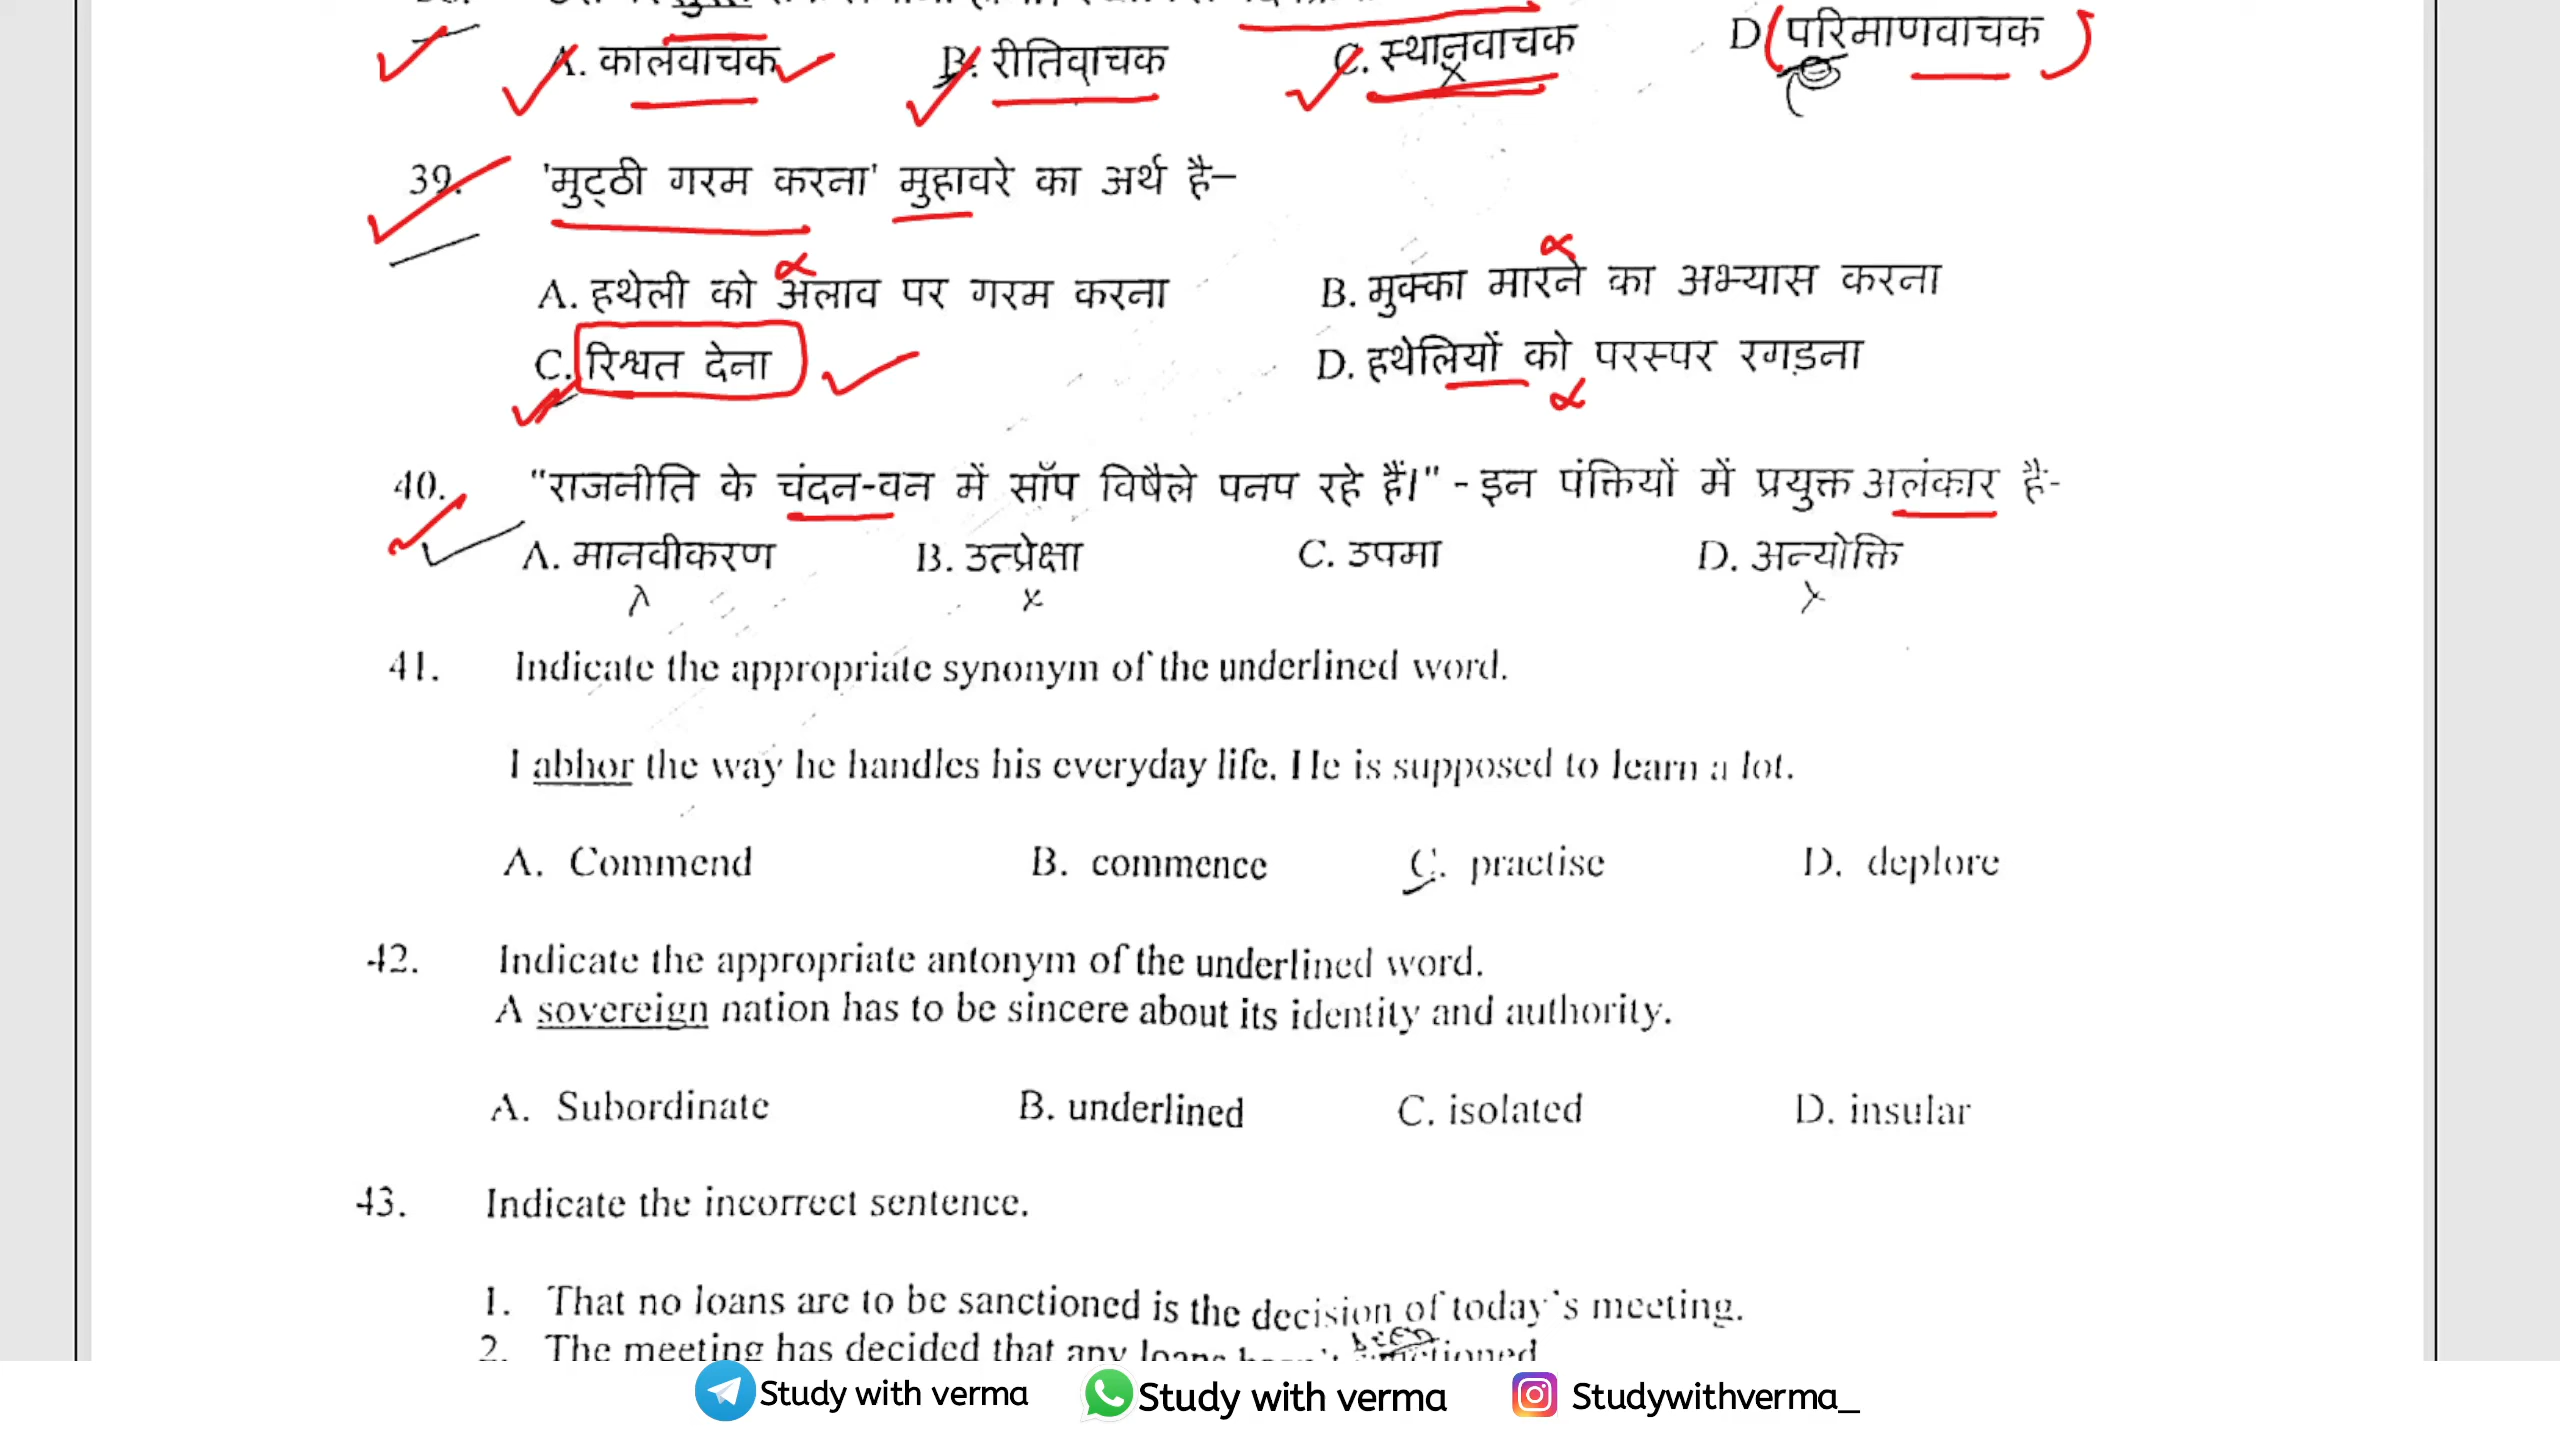 A. कालवाचक B. रीतिवाचक C. स्थानवाचक D. परिमाणवाचक
39. 'मुट्ठी गरम करना' मुहावरे का अर्थ है–
A. हथेली को अलाव पर गरम करना B. मुक्का मारने का अभ्यास करना
C. रिश्वत देना D. हथेलियों को परस्पर रगड़ना
40. "राजनीति के चंदन-वन में साँप विषैले पनप रहे हैं।" - इन पंक्तियों में प्रयुक्त अलंकार है-
A. मानवीकरण B. उत्प्रेक्षा C. उपमा D. अन्योक्ति
41. Indicate the appropriate synonym of the underlined word.
I abhor the way he handles his everyday life. He is supposed to learn a lot.
A. Commend B. commence C. practise D. deplore
42. Indicate the appropriate antonym of the underlined word.
A sovereign nation has to be sincere about its identity and authority.
A. Subordinate B. underlined C. isolated D. insular
43. Indicate the incorrect sentence.
1. That no loans are to be sanctioned is the decision of today's meeting.
2. The meeting has decided that any loans
Study with verma Study with verma Studywithverma_